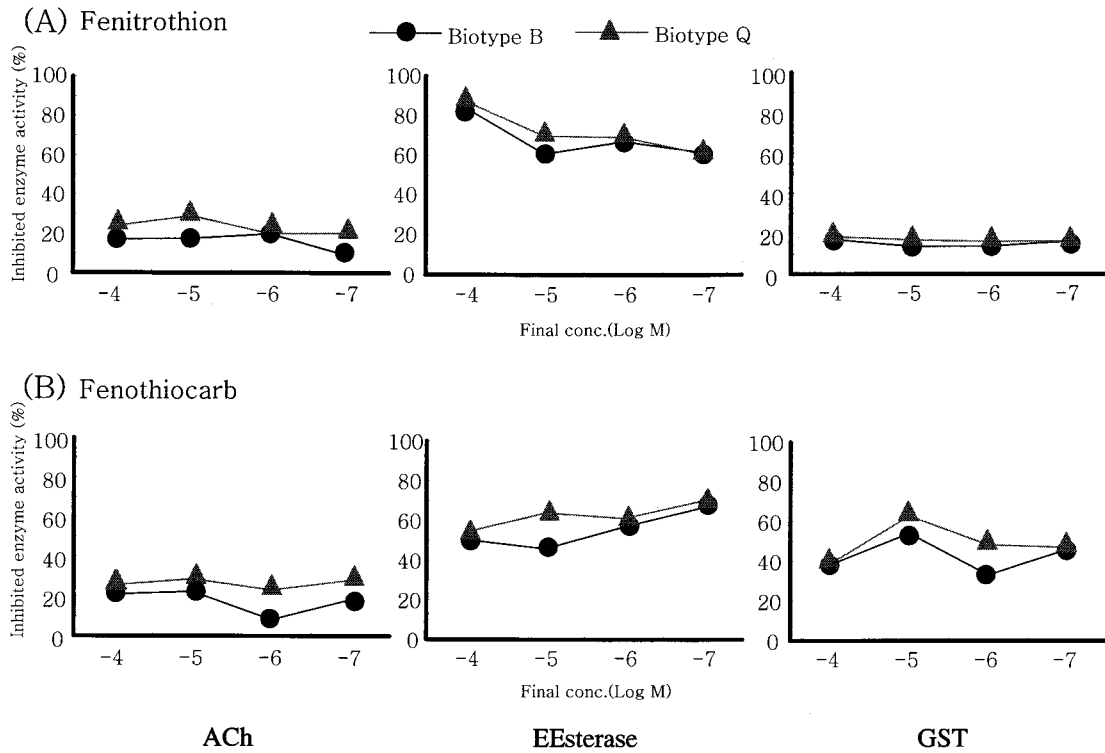 (A) Fenitrothion
Biotype B Biotype Q
Inhibited enzyme activity (%)
100 80 60 40 20 0
100 80 60 40 20 0
100 80 60 40 20 0
-4 -5 -6 -7
-4 -5 -6 -7
-4 -5 -6 -7
Final conc.(Log M)
(B) Fenothiocarb
Inhibited enzyme activity (%)
100 80 60 40 20 0
100 80 60 40 20 0
100 80 60 40 20 0
-4 -5 -6 -7
-4 -5 -6 -7
-4 -5 -6 -7
Final conc.(Log M)
ACh EEsterase GST